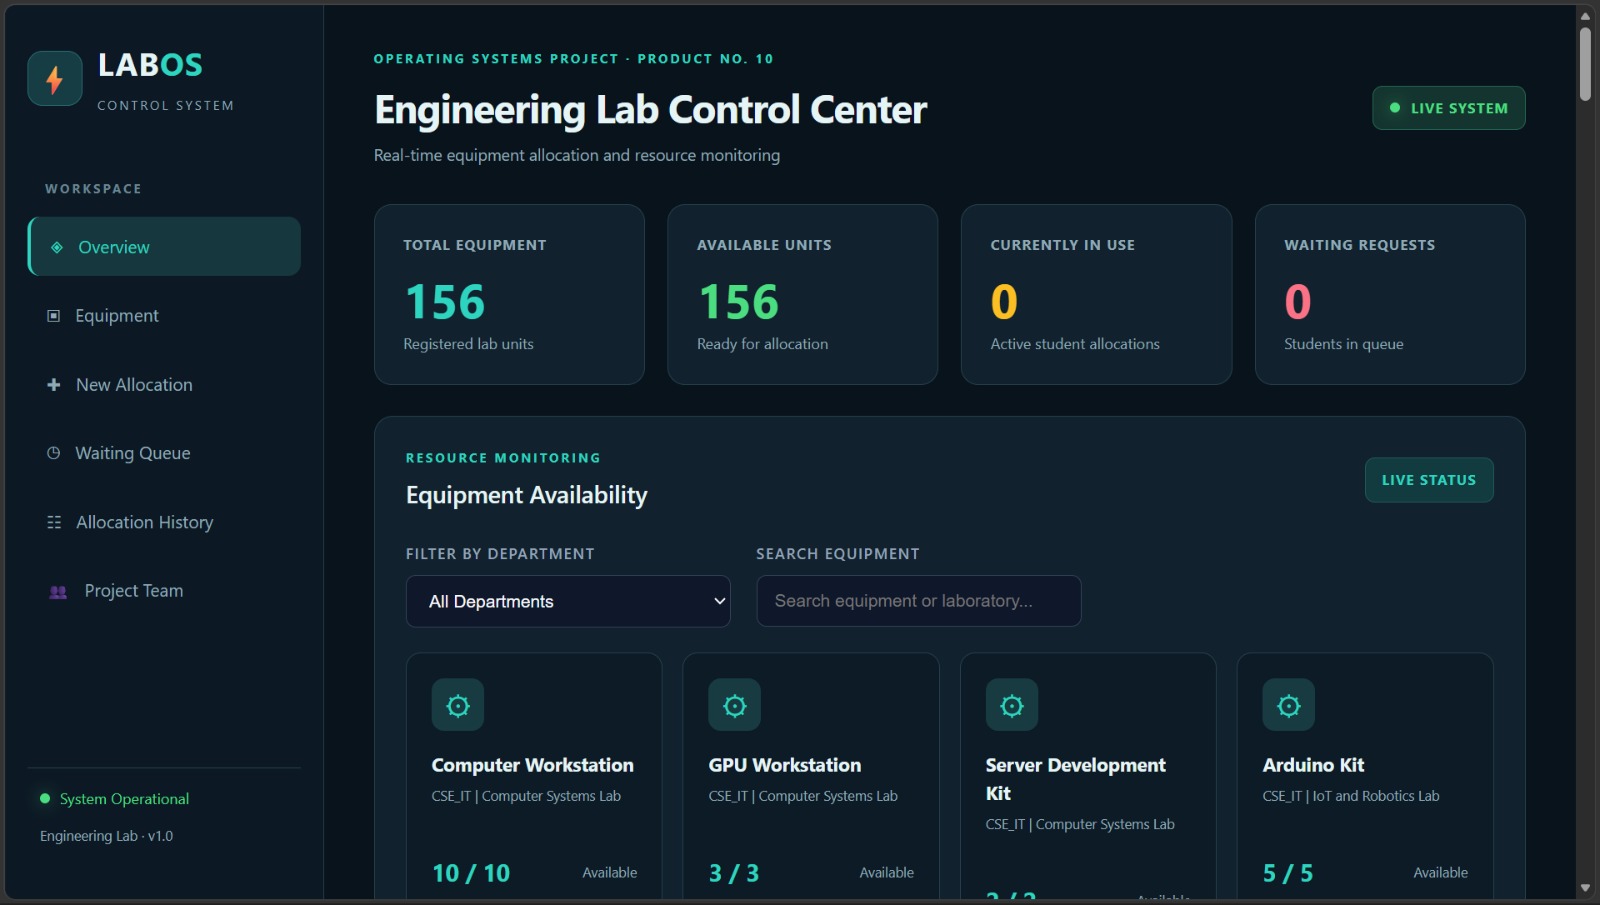 LABOS
CONTROL SYSTEM
WORKSPACE
Overview
Equipment
New Allocation
Waiting Queue
Allocation History
Project Team
System Operational
Engineering Lab · v1.0
OPERATING SYSTEMS PROJECT · PRODUCT NO. 10
Engineering Lab Control Center
Real-time equipment allocation and resource monitoring
LIVE SYSTEM
TOTAL EQUIPMENT
156
Registered lab units
AVAILABLE UNITS
156
Ready for allocation
CURRENTLY IN USE
0
Active student allocations
WAITING REQUESTS
0
Students in queue
RESOURCE MONITORING
Equipment Availability
LIVE STATUS
FILTER BY DEPARTMENT
All Departments
SEARCH EQUIPMENT
Search equipment or laboratory...
Computer Workstation
CSE_IT | Computer Systems Lab
10 / 10
Available
GPU Workstation
CSE_IT | Computer Systems Lab
3 / 3
Available
Server Development
Kit
CSE_IT | Computer Systems Lab
Available
Arduino Kit
CSE_IT | IoT and Robotics Lab
5 / 5
Available